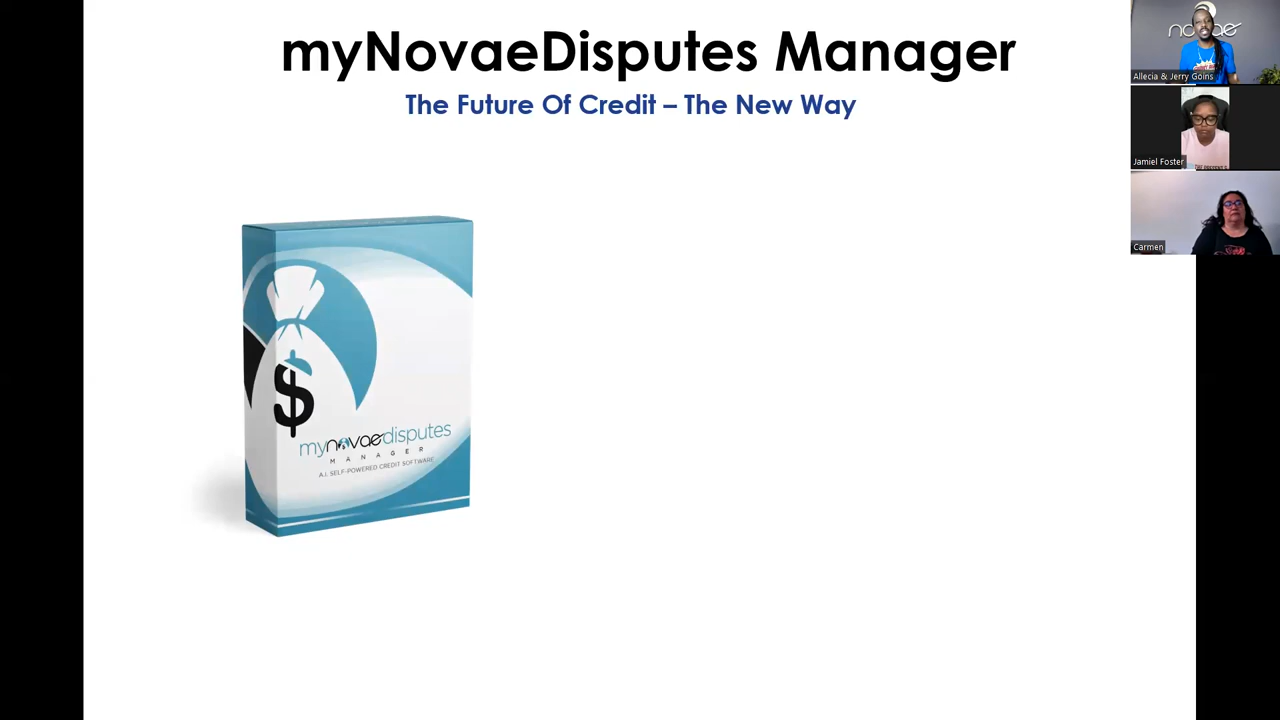 myNovaeDisputes Manager
The Future Of Credit – The New Way
novae
Allecia & Jerry Goins
Jamiel Foster
Carmen
$
mynovaedisputes
MANAGER
A.I. SELF-POWERED CREDIT SOFTWARE